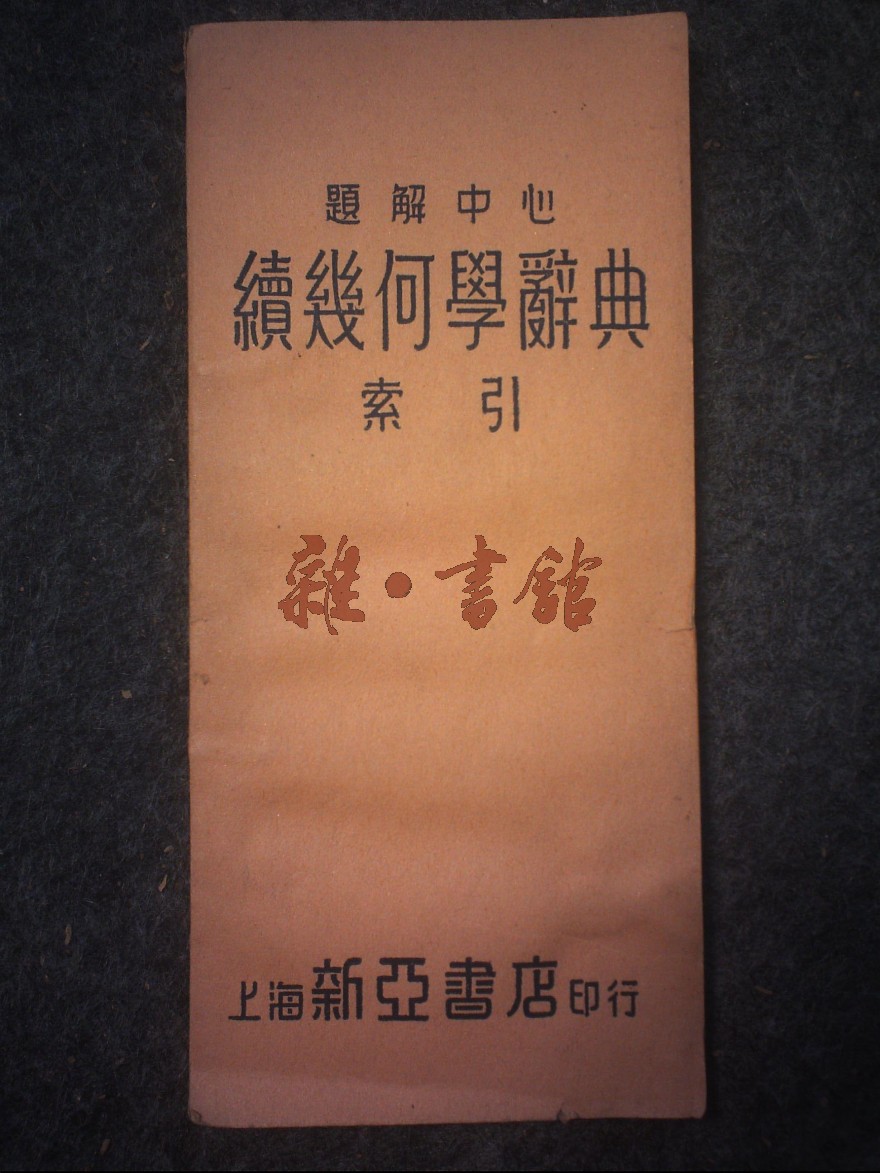 題解中心
續幾何學辭典
索引
雜·書館
上海新亞書店印行